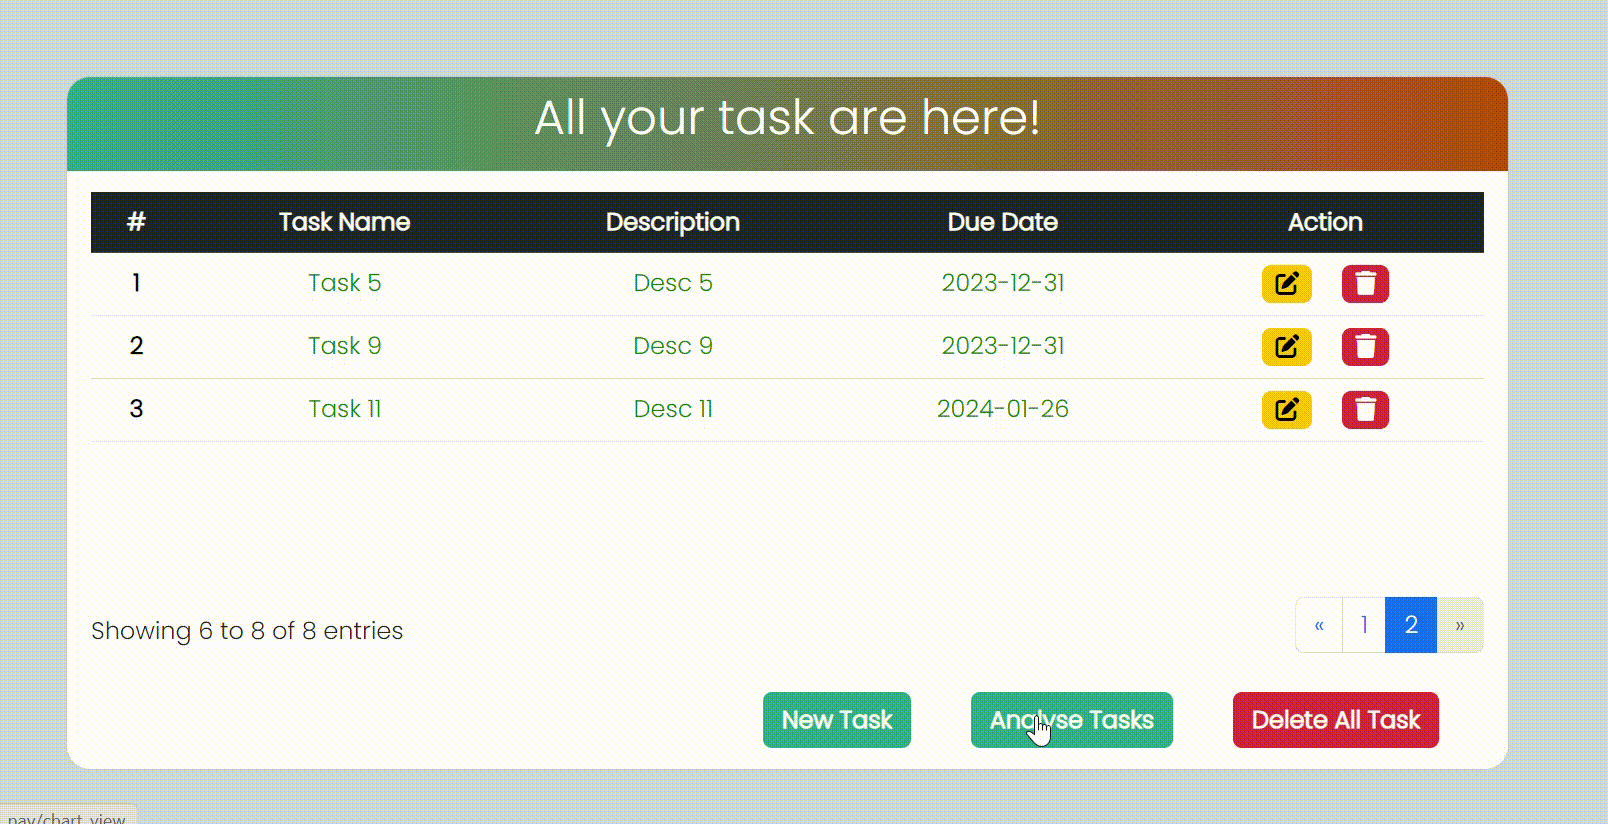 All your task are here!
# Task Name Description Due Date Action
1 Task 5 Desc 5 2023-12-31
2 Task 9 Desc 9 2023-12-31
3 Task 11 Desc 11 2024-01-26
Showing 6 to 8 of 8 entries
« 1 2 »
New Task Analyse Tasks Delete All Task
nav/chart_view